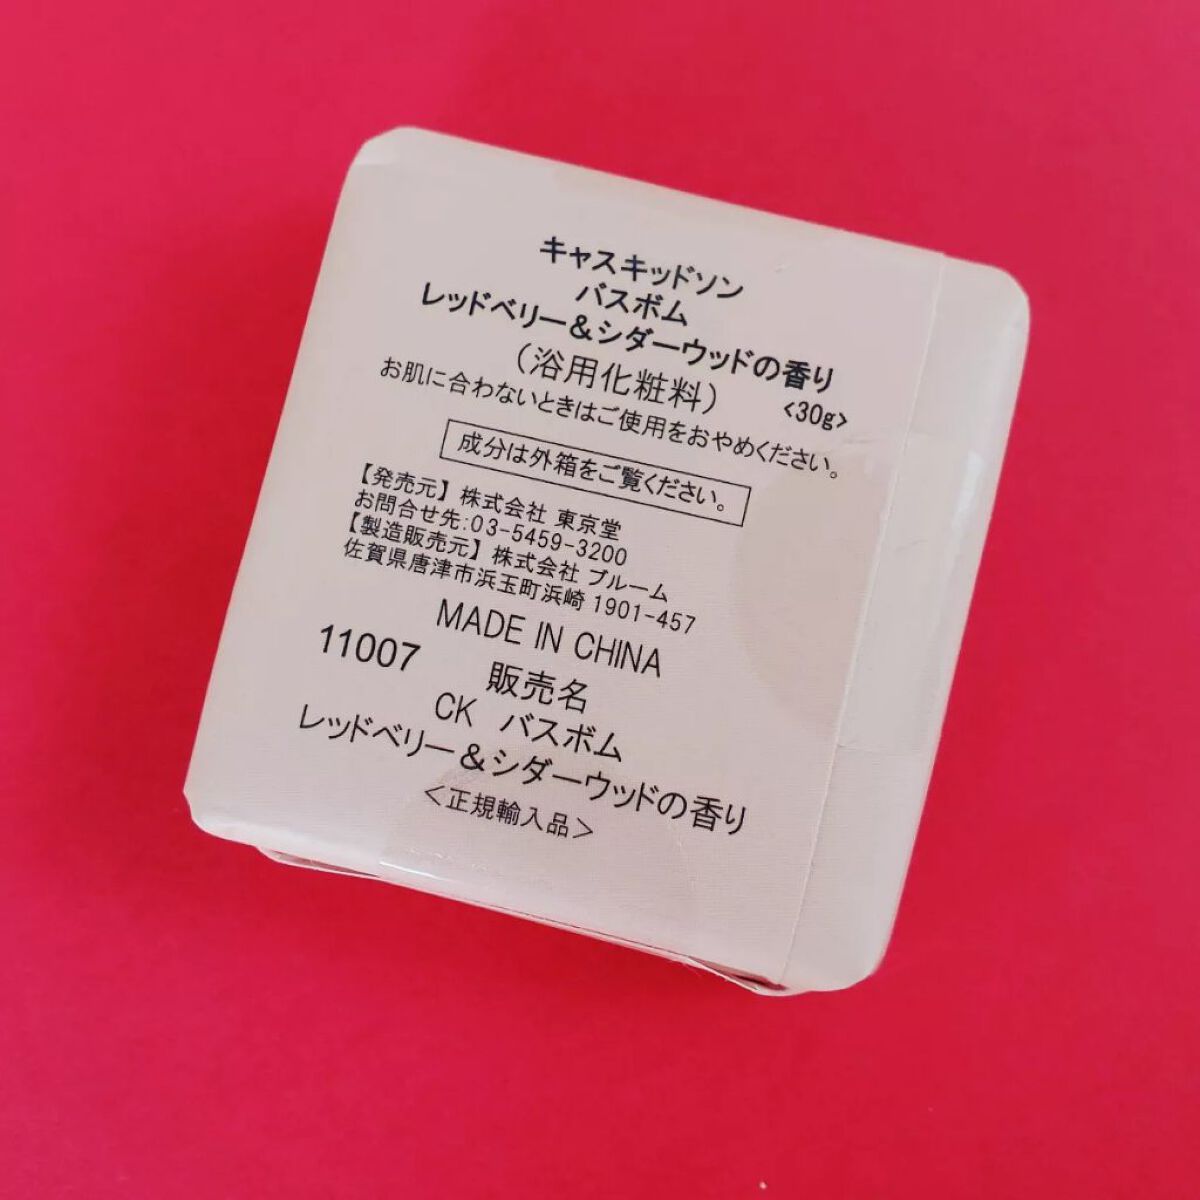 キャスキッドソン
バスボム
レッドベリー&シダーウッドの香り
(浴用化粧料) <30g>
お肌に合わないときはご使用をおやめください。
成分は外箱をご覧ください。
【発売元】株式会社 東京堂
お問合せ先:03-5459-3200
【製造販売元】株式会社 ブルーム
佐賀県唐津市浜玉町浜崎 1901-457
MADE IN CHINA
11007 販売名
CK バスボム
レッドベリー&シダーウッドの香り
<正規輸入品>